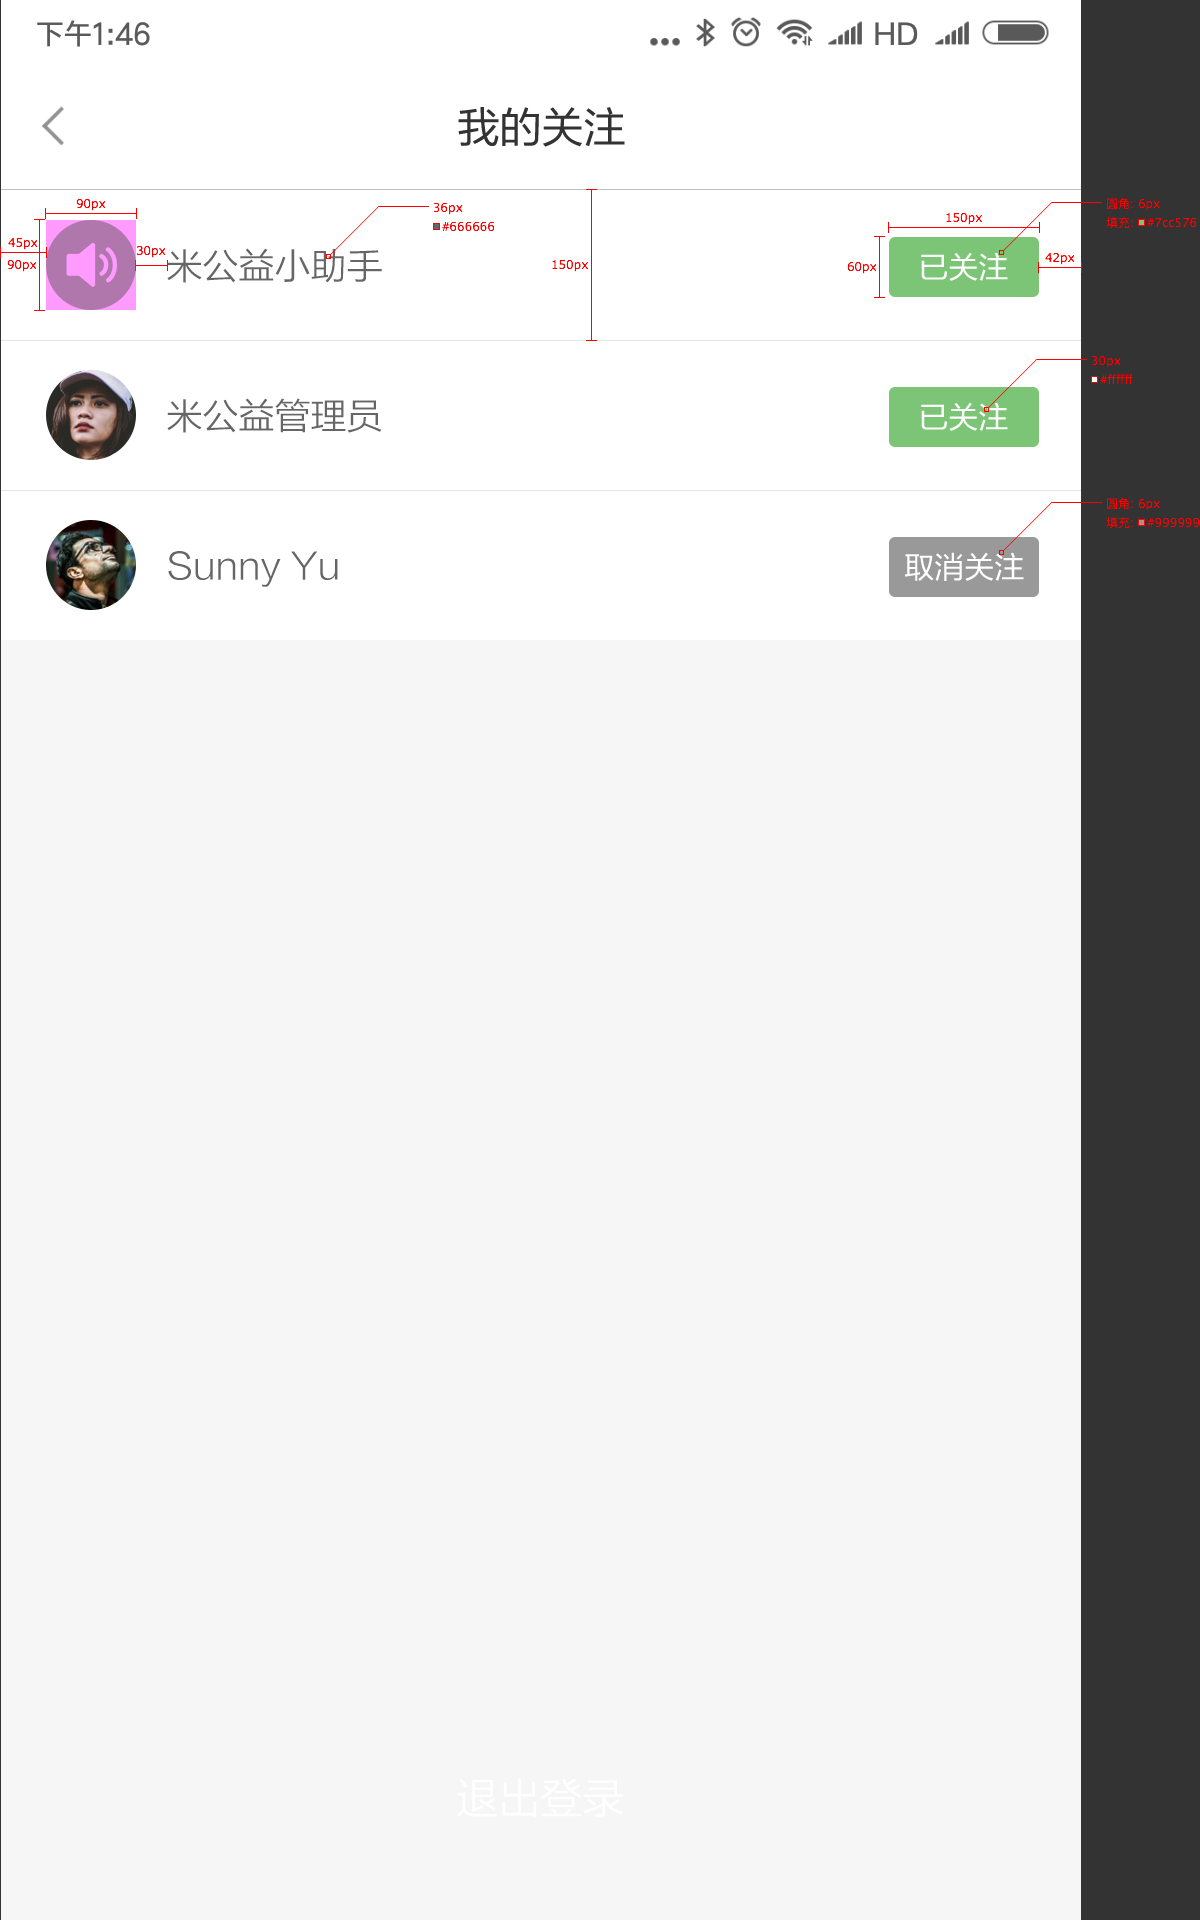 下午1:46
HD
我的关注
90px
36px
#666666
150px
圆角: 6px
填充: #7cc576
45px
90px
30px
米公益小助手
150px
60px
已关注
42px
30px
#ffffff
米公益管理员
已关注
圆角: 6px
填充: #999999
Sunny Yu
取消关注
退出登录